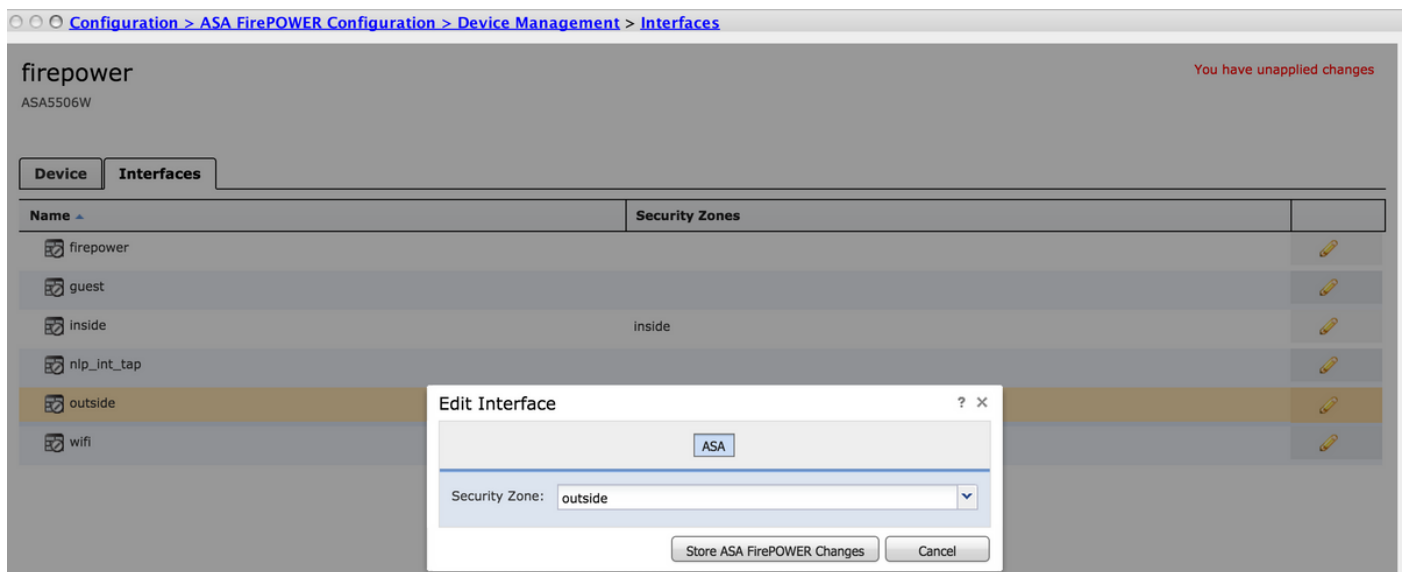 Configuration > ASA FirePOWER Configuration > Device Management > Interfaces
firepower
You have unapplied changes
ASA5506W
Device Interfaces
Name Security Zones
firepower
guest
inside inside
nlp_int_tap
outside
wifi
Edit Interface ? ×
ASA
Security Zone: outside
Store ASA FirePOWER Changes Cancel